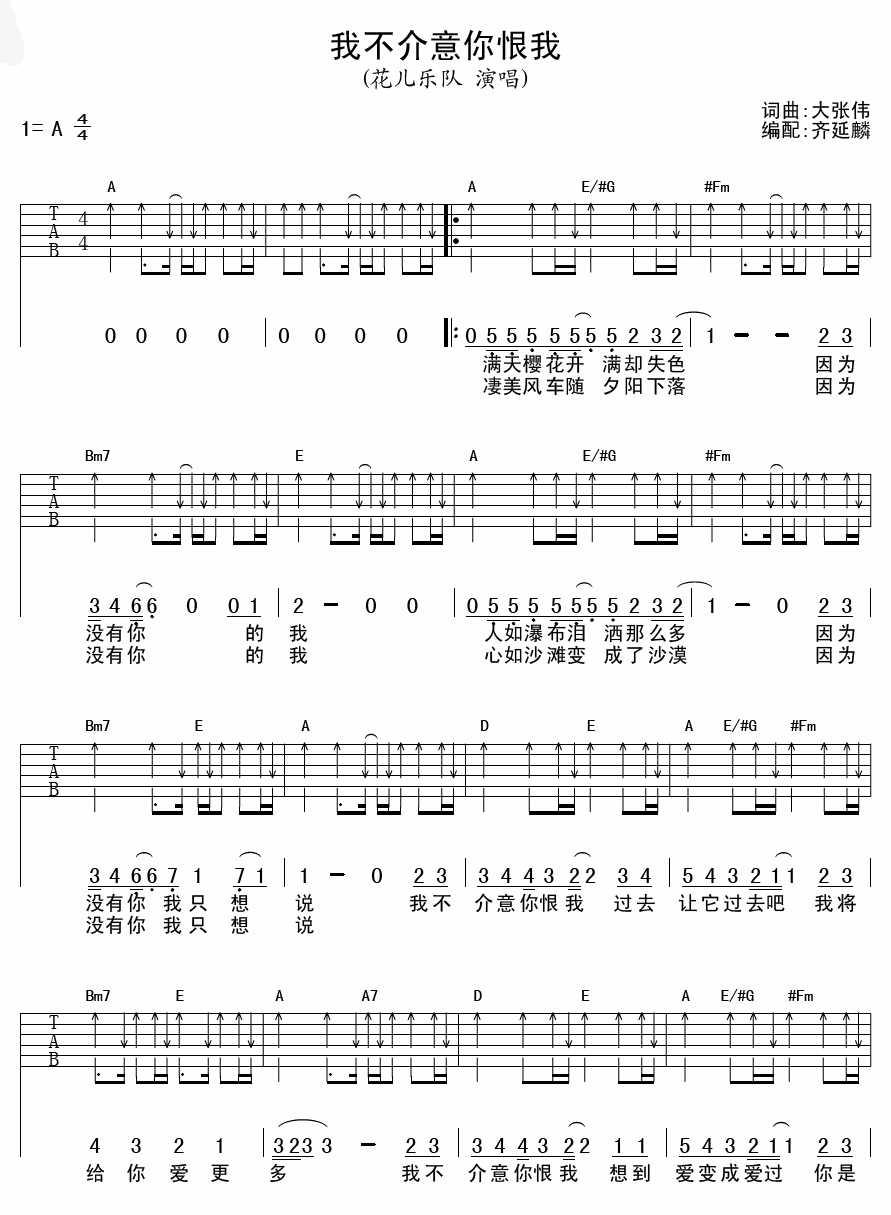 我不介意你恨我
(花儿乐队 演唱)
词曲:大张伟
1= A 4/4
编配:齐延麟
A A E/#G #Fm
T A B 4 4
0 0 0 0 0 0 0 0 0 5 5 5 5 5 5 5 2 3 2 1 - - 2 3
满天樱花开 满却失色 因为
凄美风车随 夕阳下落 因为
Bm7 E A E/#G #Fm
T A B
3 4 6 6 0 0 1 2 - 0 0 0 5 5 5 5 5 5 5 2 3 2 1 - 0 2 3
没有你 的我 人如瀑布泪 洒那么多 因为
没有你 的我 心如沙滩变 成了沙漠 因为
Bm7 E A D E A E/#G #Fm
T A B
3 4 6 6 7 1 7 1 1 - 0 2 3 3 4 4 3 2 2 3 4 5 4 3 2 1 1 2 3
没有你 我只 想 说 我不 介意你恨我 过去 让它过去吧 我将
没有你 我只 想 说
Bm7 E A A7 D E A E/#G #Fm
T A B
4 3 2 1 3 2 3 3 - 2 3 3 4 4 3 2 2 1 1 5 4 3 2 1 1 2 3
给 你 爱 更 多 我不 介意你恨我 想到 爱变成爱过 你是